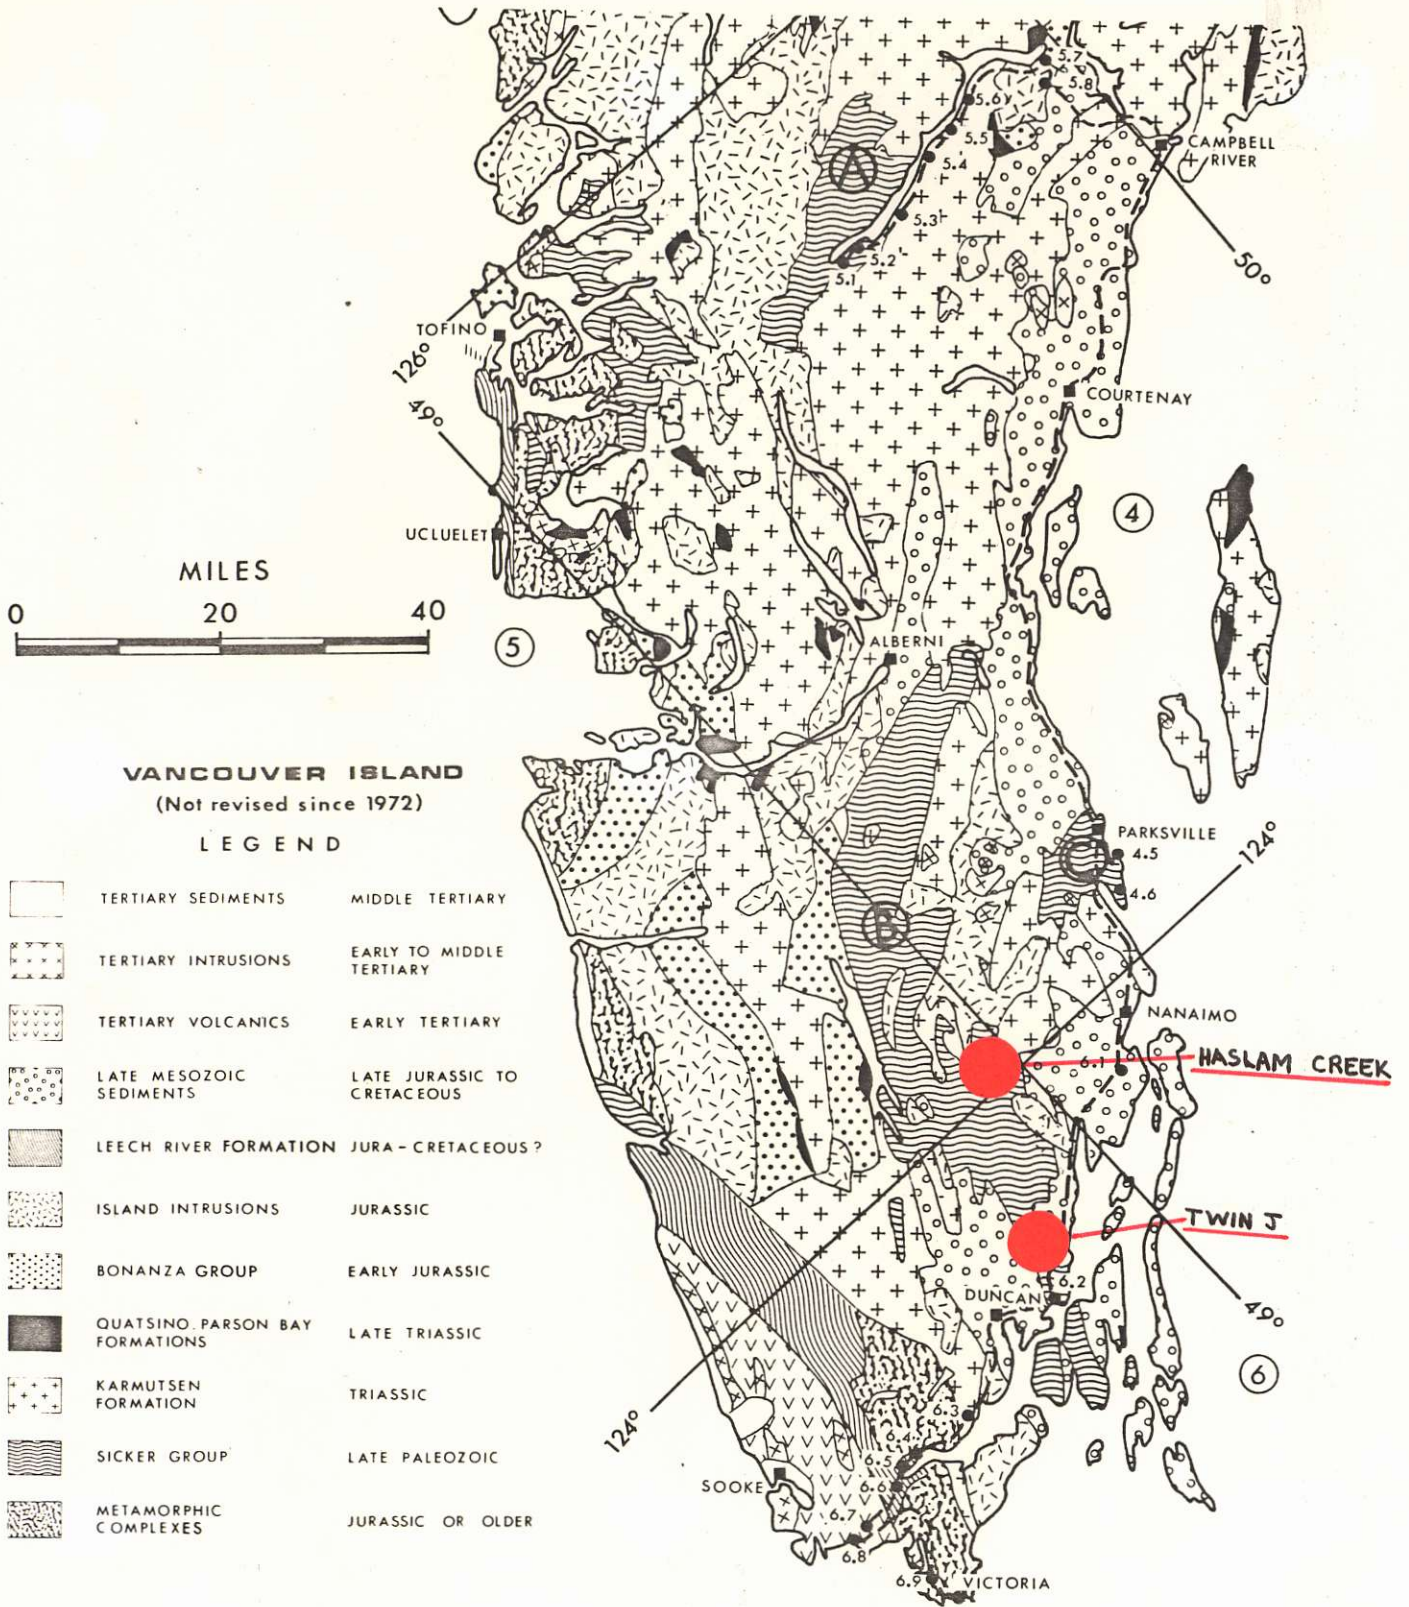 5.7
5.8
5.6
5.5
5.4
CAMPBELL
RIVER
A
5.3
5.2
50°
5.1
TOFINO
126°
49°
COURTENAY
4
UCLUELET
MILES
0 20 40
5
ALBERNI
VANCOUVER ISLAND
(Not revised since 1972)
LEGEND
PARKSVILLE
124°
C
4.5
4.6
TERTIARY SEDIMENTS MIDDLE TERTIARY
B
TERTIARY INTRUSIONS EARLY TO MIDDLE
TERTIARY
TERTIARY VOLCANICS EARLY TERTIARY
NANAIMO
6.1
HASLAM CREEK
LATE MESOZOIC LATE JURASSIC TO
SEDIMENTS CRETACEOUS
LEECH RIVER FORMATION JURA-CRETACEOUS?
ISLAND INTRUSIONS JURASSIC
TWIN J
BONANZA GROUP EARLY JURASSIC
6.2
DUNCAN
49°
QUATSINO. PARSON BAY
FORMATIONS LATE TRIASSIC
6
KARMUTSEN
FORMATION TRIASSIC
6.3
124°
6.4
SICKER GROUP LATE PALEOZOIC
6.5
SOOKE
6.6
METAMORPHIC
COMPLEXES JURASSIC OR OLDER
6.7
6.8
6.9
VICTORIA